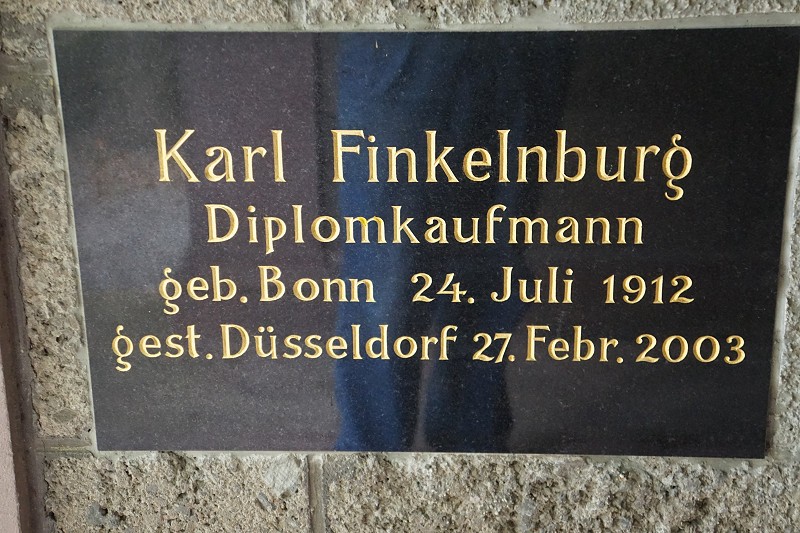 Karl Finkelnburg
Diplomkaufmann
geb. Bonn 24. Juli 1912
gest. Düsseldorf 27. Febr. 2003